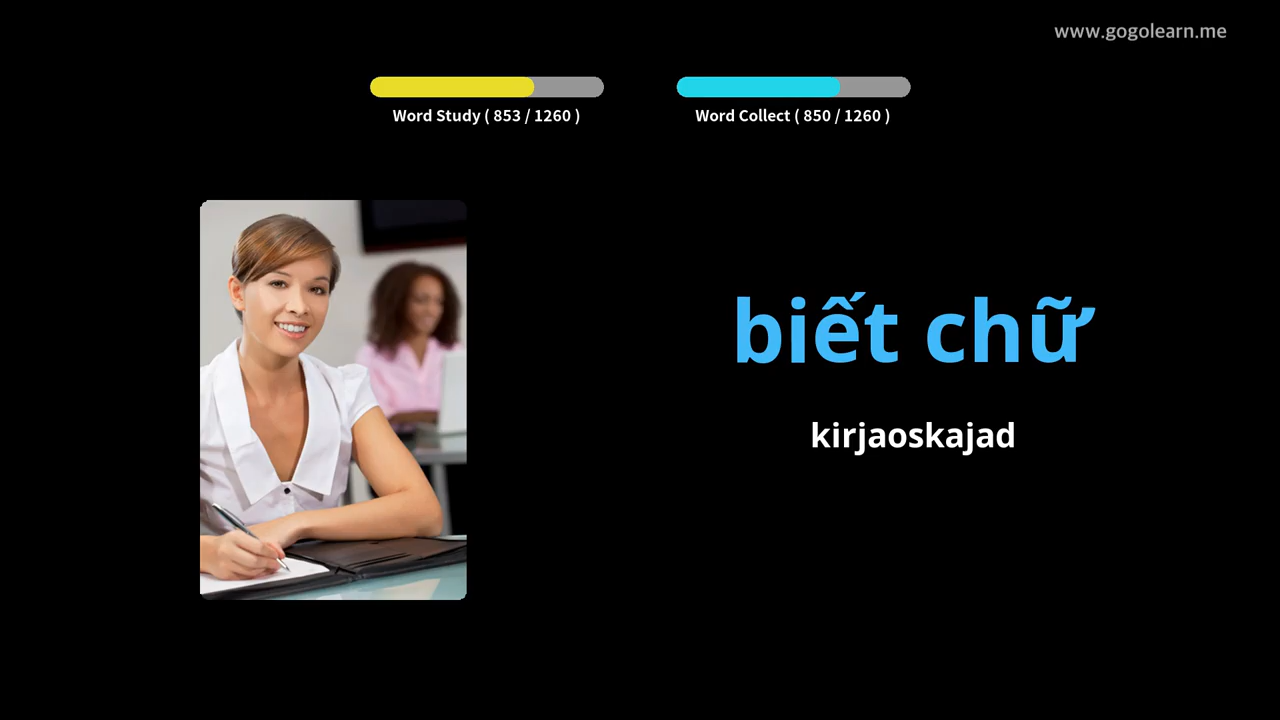 www.gogolearn.me
Word Study ( 853 / 1260 )
Word Collect ( 850 / 1260 )
biết chữ
kirjaoskajad